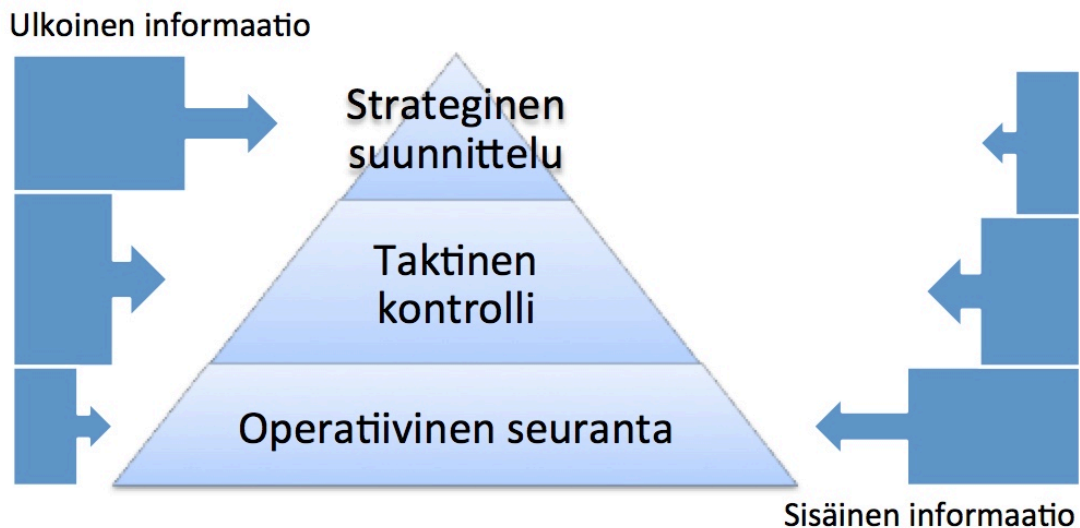 Ulkoinen informaatio
Strateginen
suunnittelu
Taktinen
kontrolli
Operatiivinen seuranta
Sisäinen informaatio